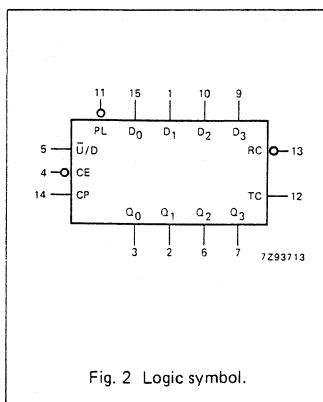 11 15 1 10 9
PL D0 D1 D2 D3
5 U̅/D RC 13
4 CE
14 CP TC 12
Q0 Q1 Q2 Q3
3 2 6 7
7Z93713
Fig. 2 Logic symbol.